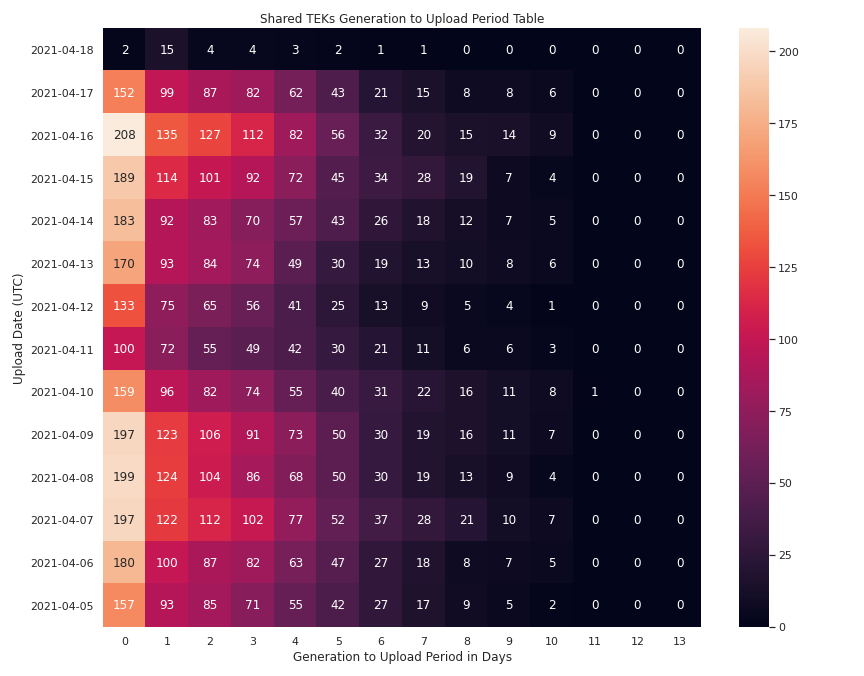 Shared TEKs Generation to Upload Period Table
Upload Date (UTC)
2021-04-18 2 15 4 4 3 2 1 1 0 0 0 0 0 0
2021-04-17 152 99 87 82 62 43 21 15 8 8 6 0 0 0
2021-04-16 208 135 127 112 82 56 32 20 15 14 9 0 0 0
2021-04-15 189 114 101 92 72 45 34 28 19 7 4 0 0 0
2021-04-14 183 92 83 70 57 43 26 18 12 7 5 0 0 0
2021-04-13 170 93 84 74 49 30 19 13 10 8 6 0 0 0
2021-04-12 133 75 65 56 41 25 13 9 5 4 1 0 0 0
2021-04-11 100 72 55 49 42 30 21 11 6 6 3 0 0 0
2021-04-10 159 96 82 74 55 40 31 22 16 11 8 1 0 0
2021-04-09 197 123 106 91 73 50 30 19 16 11 7 0 0 0
2021-04-08 199 124 104 86 68 50 30 19 13 9 4 0 0 0
2021-04-07 197 122 112 102 77 52 37 28 21 10 7 0 0 0
2021-04-06 180 100 87 82 63 47 27 18 8 7 5 0 0 0
2021-04-05 157 93 85 71 55 42 27 17 9 5 2 0 0 0
0 1 2 3 4 5 6 7 8 9 10 11 12 13
Generation to Upload Period in Days
200
175
150
125
100
75
50
25
0